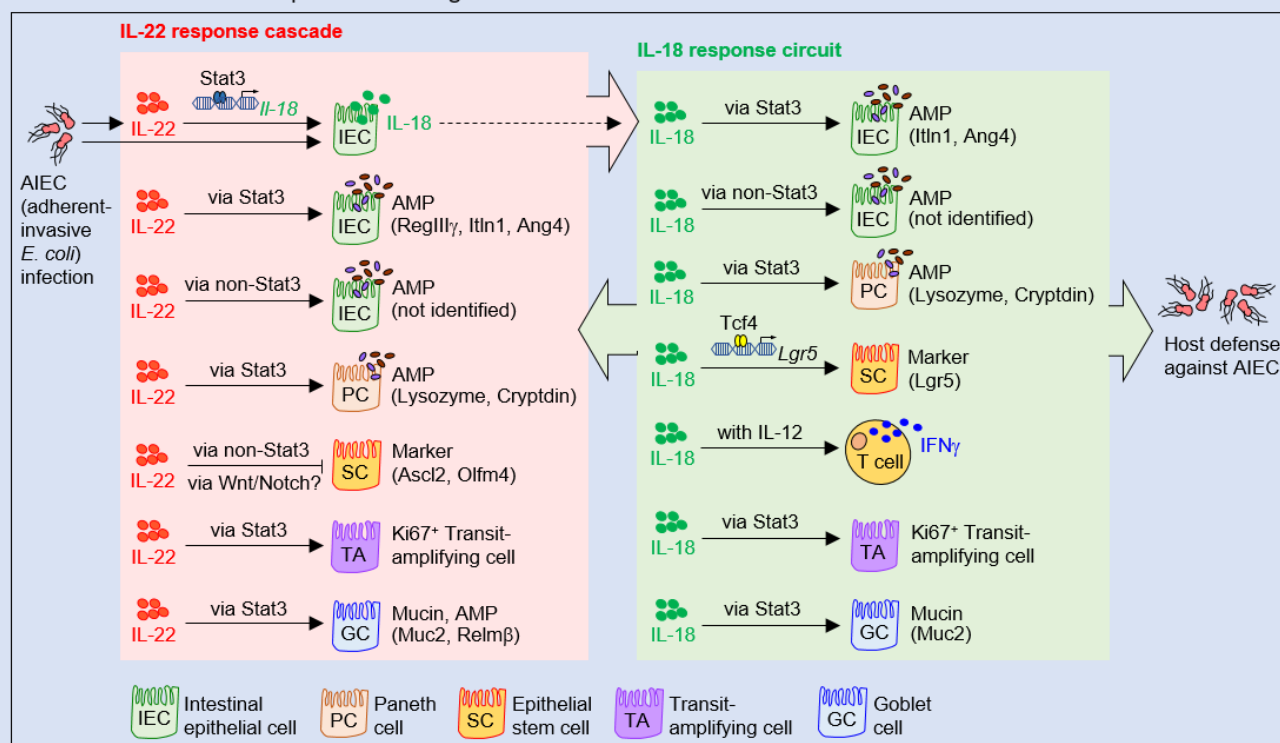 IL-22 response cascade
Stat3
Il-18
IL-22
IEC
IL-18
AIEC
(adherent-
invasive
E. coli)
infection
IL-22
via Stat3
IEC
AMP
(RegIIIγ, Itln1, Ang4)
IL-22
via non-Stat3
IEC
AMP
(not identified)
IL-22
via Stat3
PC
AMP
(Lysozyme, Cryptdin)
IL-22
via non-Stat3
via Wnt/Notch?
SC
Marker
(Ascl2, Olfm4)
IL-22
via Stat3
TA
Ki67⁺ Transit-
amplifying cell
IL-22
via Stat3
GC
Mucin, AMP
(Muc2, Relmβ)
IL-18 response circuit
IL-18
via Stat3
IEC
AMP
(Itln1, Ang4)
IL-18
via non-Stat3
IEC
AMP
(not identified)
IL-18
via Stat3
PC
AMP
(Lysozyme, Cryptdin)
IL-18
Tcf4
Lgr5
SC
Marker
(Lgr5)
IL-18
with IL-12
T cell
IFNγ
IL-18
via Stat3
TA
Ki67⁺ Transit-
amplifying cell
IL-18
via Stat3
GC
Mucin
(Muc2)
Host defense
against AIEC
IEC
Intestinal
epithelial cell
PC
Paneth
cell
SC
Epithelial
stem cell
TA
Transit-
amplifying cell
GC
Goblet
cell